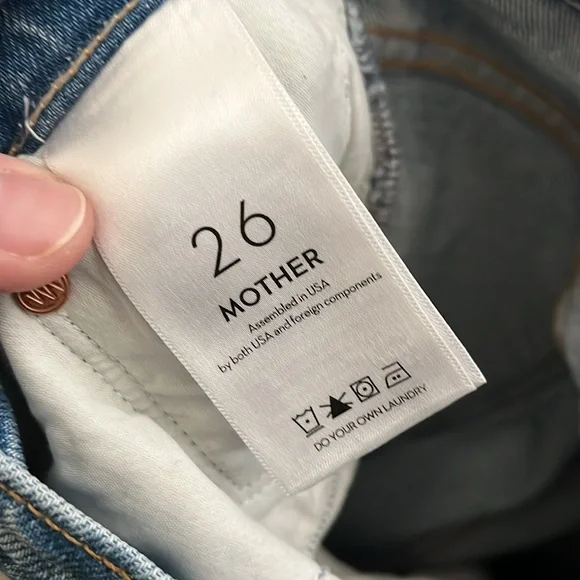 26
MOTHER
Assembled in USA
by both USA and foreign components
DO YOUR OWN LAUNDRY